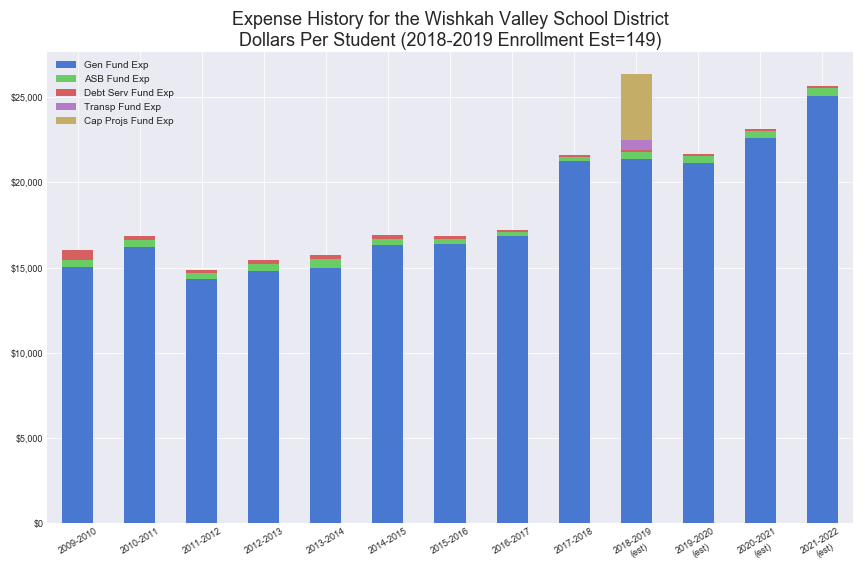 Expense History for the Wishkah Valley School District
Dollars Per Student (2018-2019 Enrollment Est=149)
Gen Fund Exp
ASB Fund Exp
Debt Serv Fund Exp
Transp Fund Exp
Cap Projs Fund Exp
$25,000
$20,000
$15,000
$10,000
$5,000
$0
2009-2010
2010-2011
2011-2012
2012-2013
2013-2014
2014-2015
2015-2016
2016-2017
2017-2018
2018-2019
(est)
2019-2020
(est)
2020-2021
(est)
2021-2022
(est)